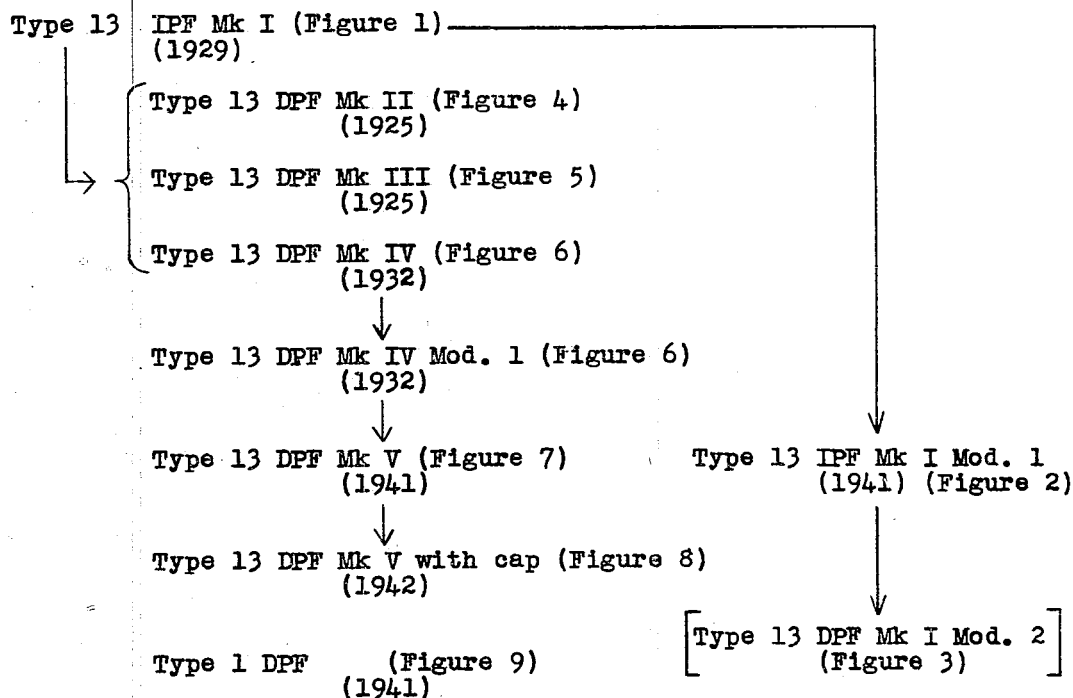 Type 13 IPF Mk I (Figure 1)
(1929)
Type 13 DPF Mk II (Figure 4)
(1925)
Type 13 DPF Mk III (Figure 5)
(1925)
Type 13 DPF Mk IV (Figure 6)
(1932)
Type 13 DPF Mk IV Mod. 1 (Figure 6)
(1932)
Type 13 DPF Mk V (Figure 7)
(1941)
Type 13 DPF Mk V with cap (Figure 8)
(1942)
Type 1 DPF (Figure 9)
(1941)
Type 13 IPF Mk I Mod. 1
(1941) (Figure 2)
[Type 13 DPF Mk I Mod. 2
(Figure 3)]